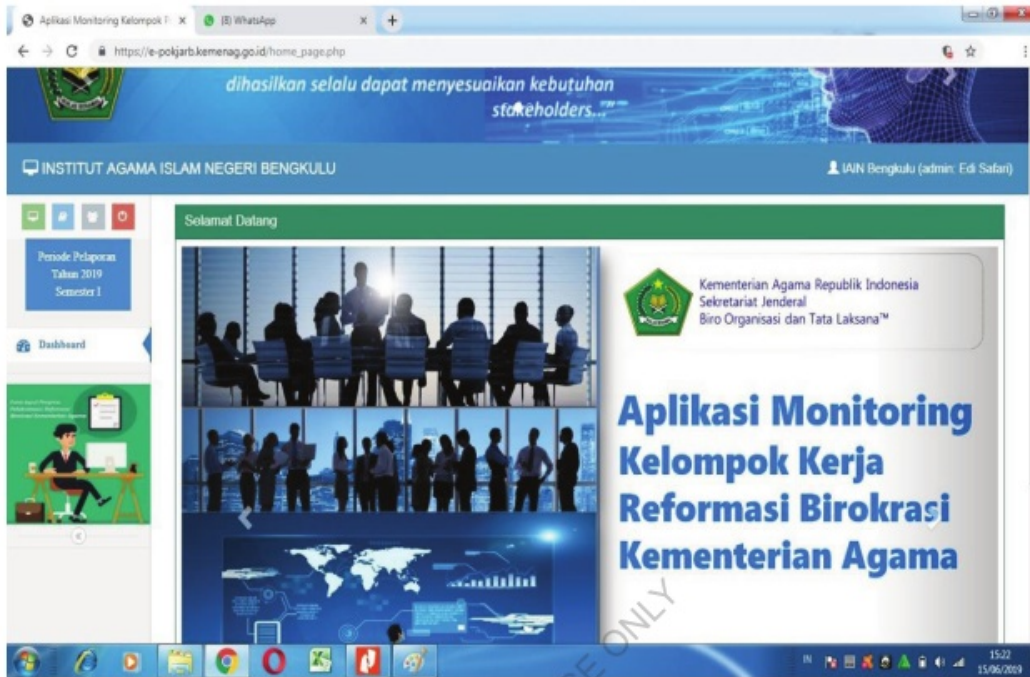 Aplikasi Monitoring Kelompok
(8) WhatsApp
https://e-pokjarb.kemenag.go.id/home_page.php
dihasilkan selalu dapat menyesuaikan kebutuhan
stakeholders..."
INSTITUT AGAMA ISLAM NEGERI BENGKULU
IAIN Bengkulu (admin: Edi Safari)
Selamat Datang
Periode Pelaporan
Tahun 2019
Semester I
Dashboard
Kementerian Agama Republik Indonesia
Sekretariat Jenderal
Biro Organisasi dan Tata Laksana™
Aplikasi Monitoring
Kelompok Kerja
Reformasi Birokrasi
Kementerian Agama
ONLY
IN
15:22
15/06/2019